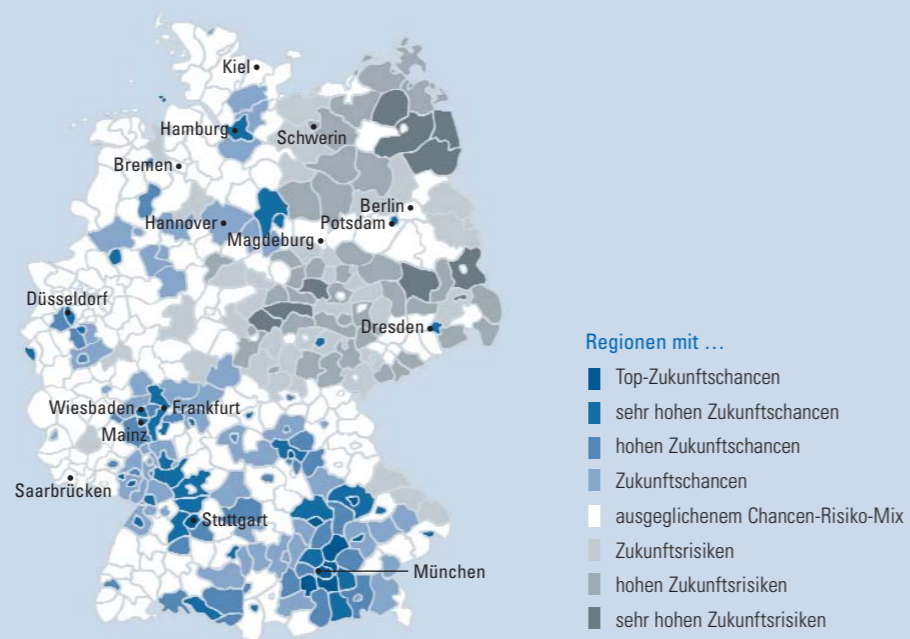 Kiel
Hamburg
Schwerin
Bremen
Berlin
Hannover
Potsdam
Magdeburg
Düsseldorf
Dresden
Wiesbaden
Frankfurt
Mainz
Saarbrücken
Stuttgart
München
Regionen mit …
Top-Zukunftschancen
sehr hohen Zukunftschancen
hohen Zukunftschancen
Zukunftschancen
ausgeglichenem Chancen-Risiko-Mix
Zukunftsrisiken
hohen Zukunftsrisiken
sehr hohen Zukunftsrisiken